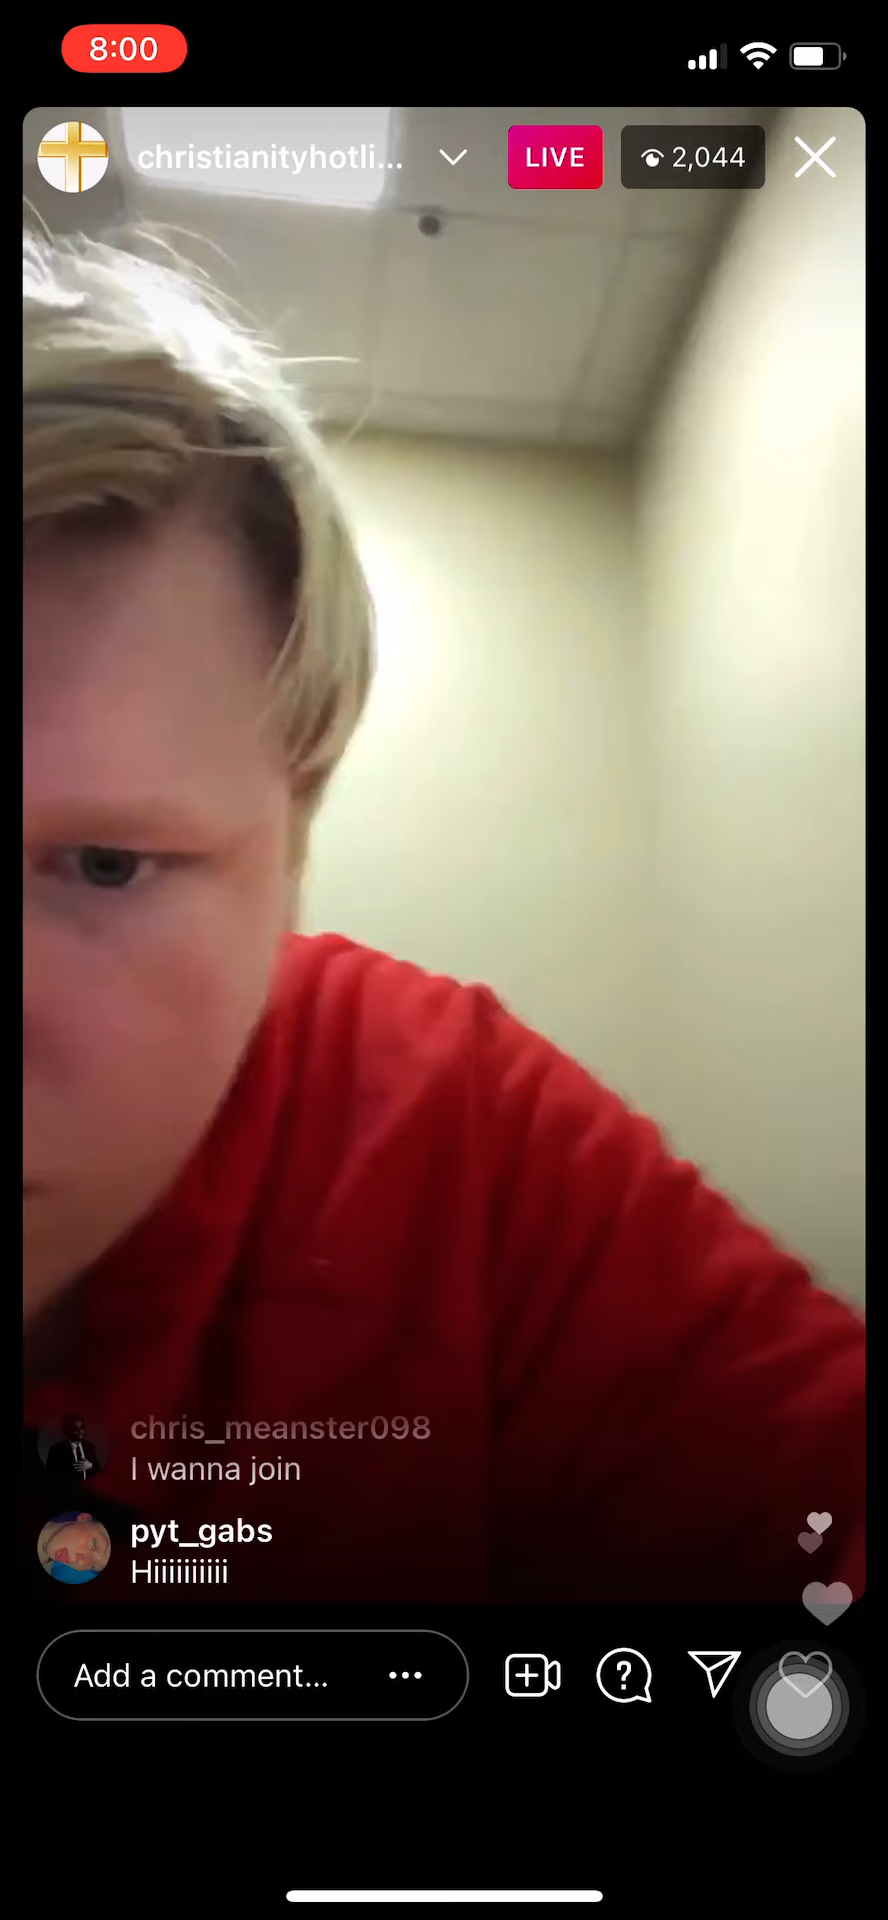 8:00
christianityhotli... LIVE 2,044
chris_meanster098
I wanna join
pyt_gabs
Hiiiiiiiiii
Add a comment...